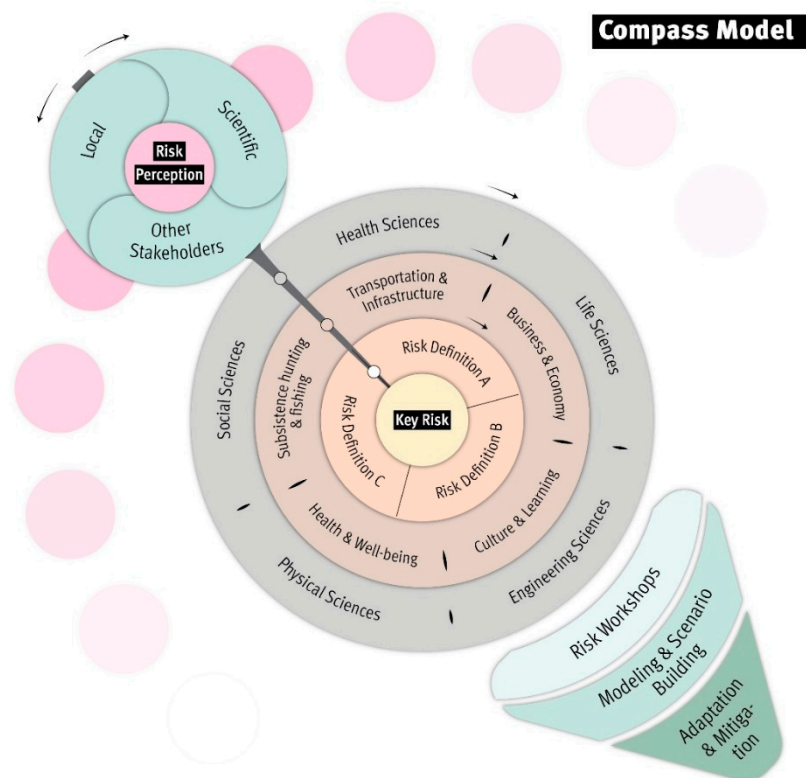 Compass Model
Local
Scientific
Risk
Perception
Other
Stakeholders
Health Sciences
Life Sciences
Engineering Sciences
Physical Sciences
Social Sciences
Transportation &
Infrastructure
Business & Economy
Culture & Learning
Health & Well-being
Subsistence hunting
& fishing
Risk Definition A
Risk Definition B
Risk Definition C
Key Risk
Risk Workshops
Modeling & Scenario
Building
Adaptation
& Mitiga-
tion